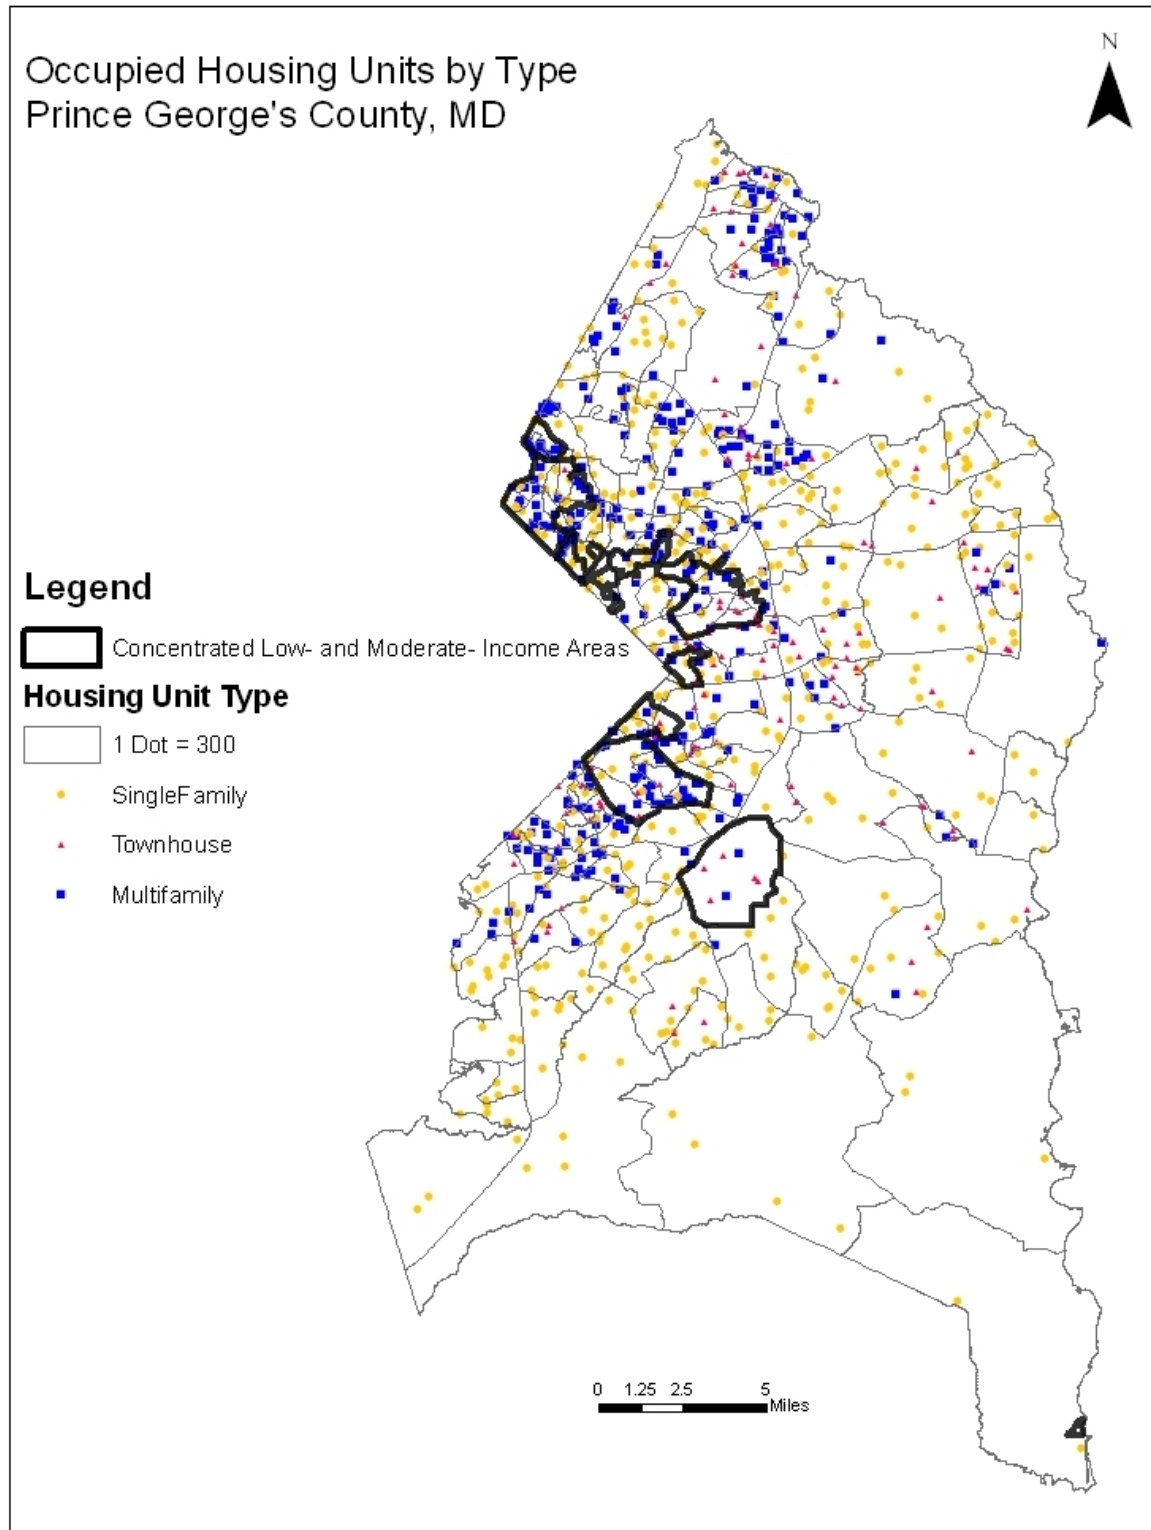 Occupied Housing Units by Type
Prince George's County, MD
N
Legend
Concentrated Low- and Moderate- Income Areas
Housing Unit Type
1 Dot = 300
SingleFamily
Townhouse
Multifamily
0 1.25 2.5 5
Miles